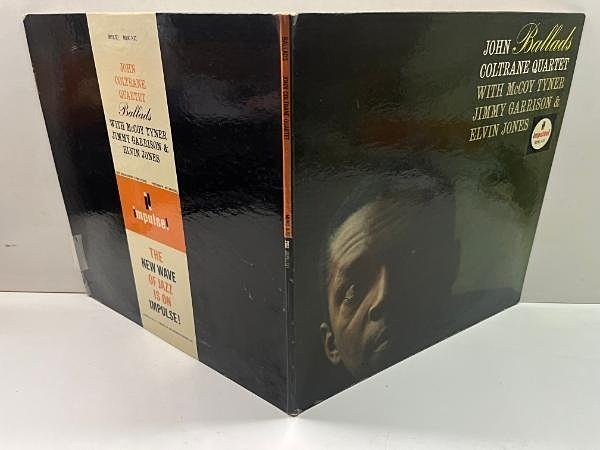 JOHN
COLTRANE
QUARTET
Ballads
WITH McCOY TYNER,
JIMMY GARRISON &
ELVIN JONES
impulse!
THE
NEW WAVE
OF JAZZ
IS ON
IMPULSE!
BALLADS JOHN COLTRANE QUARTET
JOHN Ballads
COLTRANE QUARTET
WITH McCOY TYNER
JIMMY GARRISON &
ELVIN JONES
impulse!